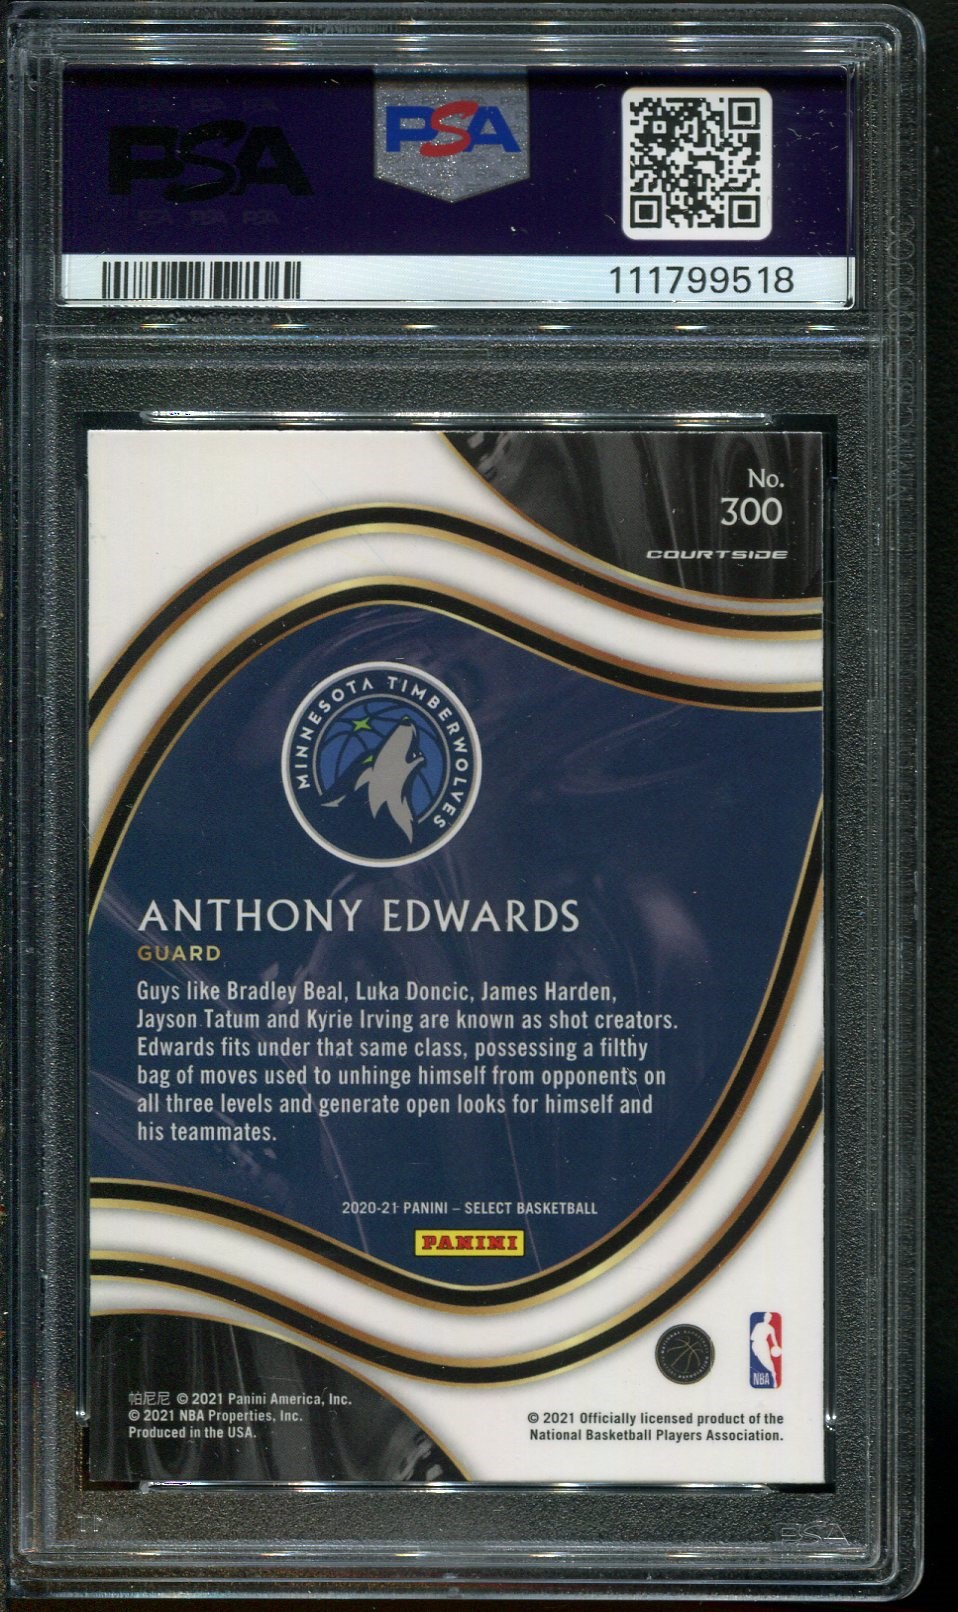 PSA
PSA
111799518
No.
300
COURTSIDE
MINNESOTA TIMBERWOLVES
ANTHONY EDWARDS
GUARD
Guys like Bradley Beal, Luka Doncic, James Harden,
Jayson Tatum and Kyrie Irving are known as shot creators.
Edwards fits under that same class, possessing a filthy
bag of moves used to unhinge himself from opponents on
all three levels and generate open looks for himself and
his teammates.
2020-21 PANINI – SELECT BASKETBALL
PANINI
NBA
帕尼尼 © 2021 Panini America, Inc.
© 2021 NBA Properties, Inc.
Produced in the USA.
© 2021 Officially licensed product of the
National Basketball Players Association.
PSA